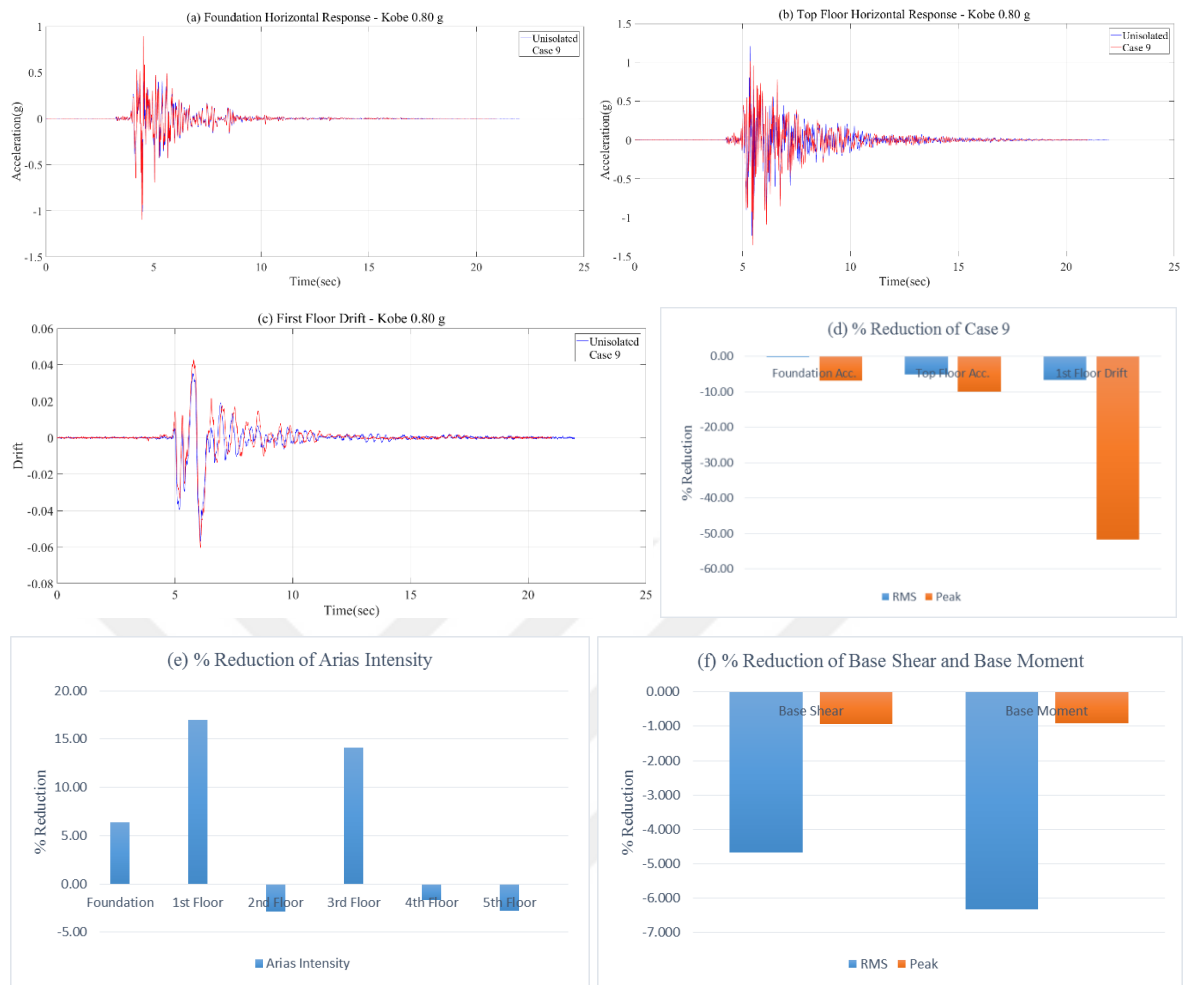 (a) Foundation Horizontal Response - Kobe 0.80 g
Unisolated
Case 9
Acceleration(g)
1
0.5
0
-0.5
-1
-1.5
0 5 10 15 20 25
Time(sec)
(b) Top Floor Horizontal Response - Kobe 0.80 g
Unisolated
Case 9
Acceleration(g)
1.5
1
0.5
0
-0.5
-1
-1.5
0 5 10 15 20 25
Time(sec)
(c) First Floor Drift - Kobe 0.80 g
Unisolated
Case 9
Drift
0.06
0.04
0.02
0
-0.02
-0.04
-0.06
-0.08
0 5 10 15 20 25
Time(sec)
(d) % Reduction of Case 9
% Reduction
0.00
-10.00
-20.00
-30.00
-40.00
-50.00
-60.00
Foundation Acc. Top Floor Acc. 1st Floor Drift
RMS Peak
(e) % Reduction of Arias Intensity
% Reduction
20.00
15.00
10.00
5.00
0.00
-5.00
Foundation 1st Floor 2nd Floor 3rd Floor 4th Floor 5th Floor
Arias Intensity
(f) % Reduction of Base Shear and Base Moment
% Reduction
0.000
-1.000
-2.000
-3.000
-4.000
-5.000
-6.000
-7.000
Base Shear Base Moment
RMS Peak